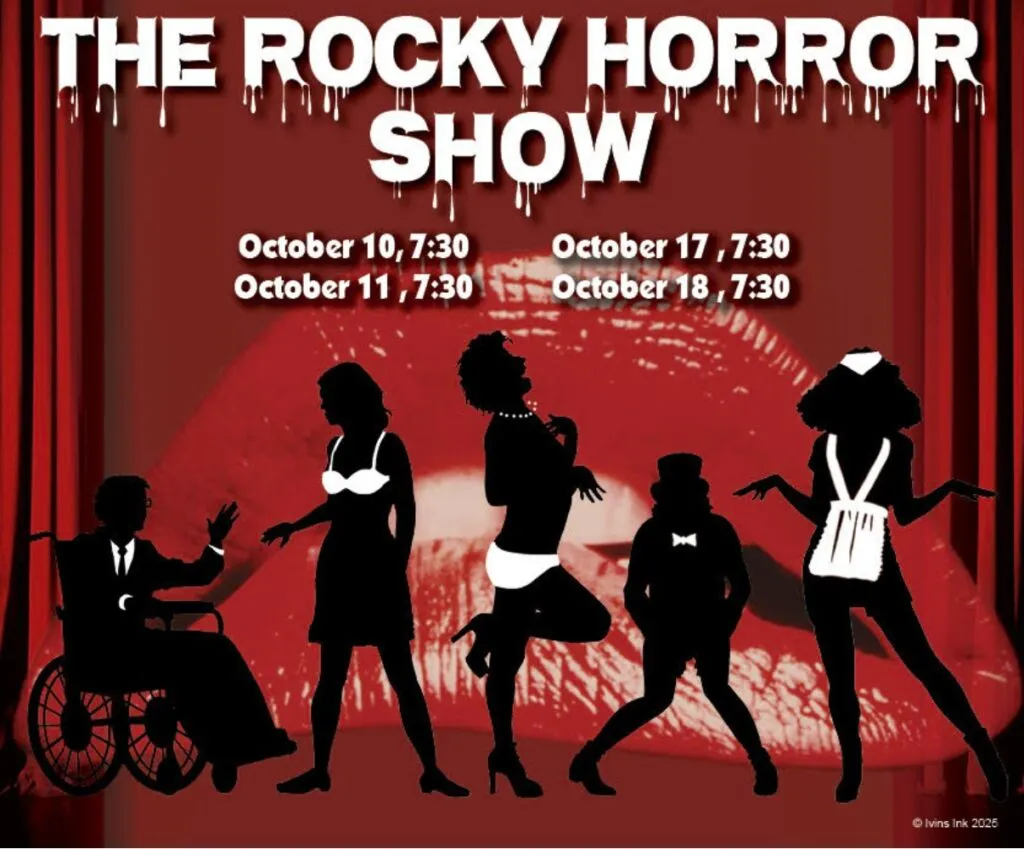 THE ROCKY HORROR
SHOW
October 10, 7:30
October 11 , 7:30
October 17 , 7:30
October 18 , 7:30
© Ivins Ink 2025